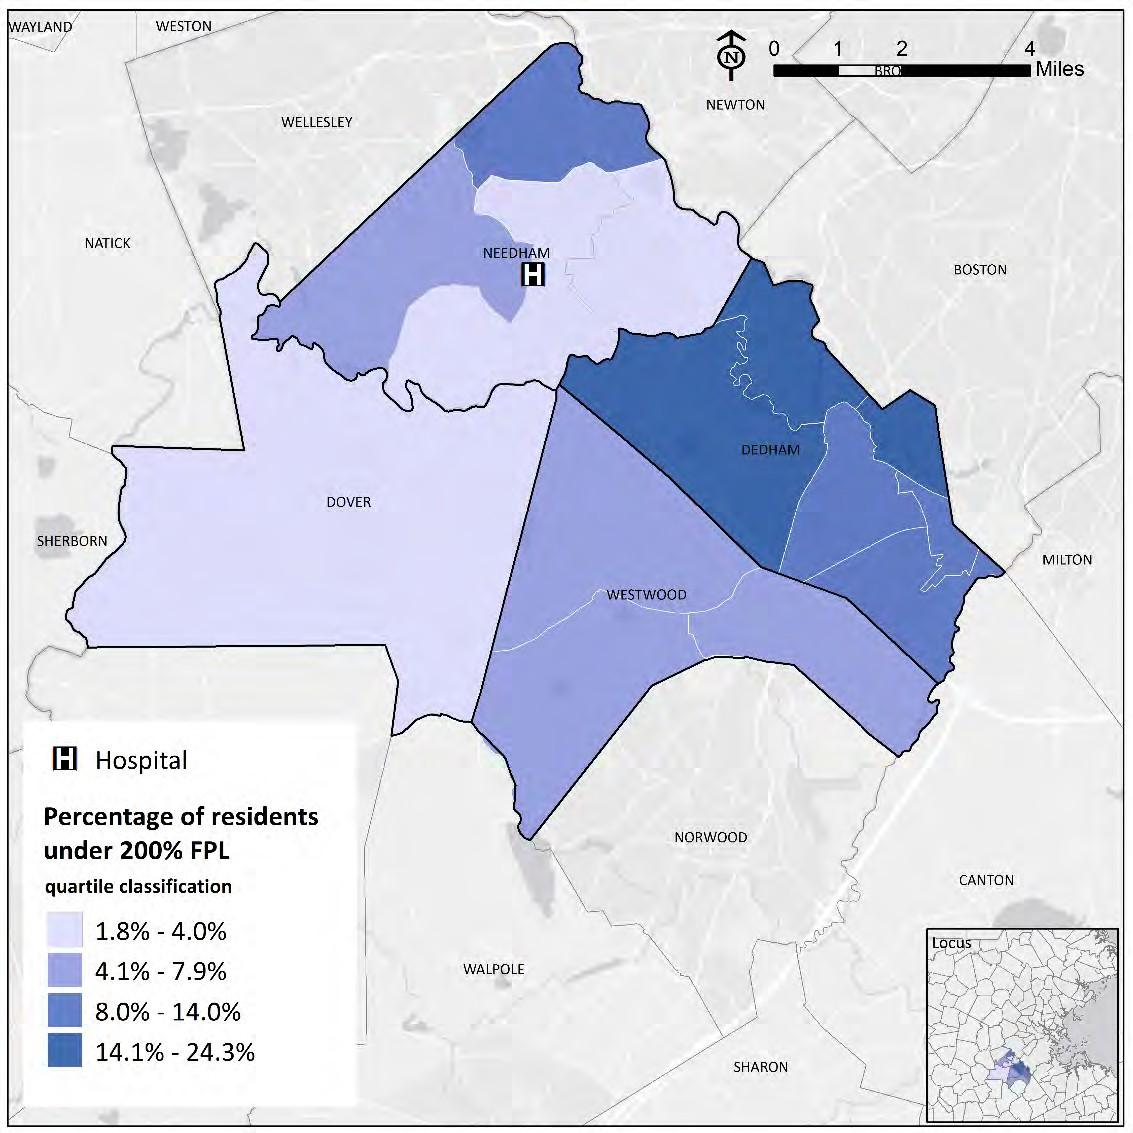 WAYLAND
WESTON
N
0 1 2 4
BRO
Miles
NEWTON
WELLESLEY
NATICK
NEEDHAM
H
BOSTON
DEDHAM
DOVER
SHERBORN
MILTON
WESTWOOD
H Hospital
Percentage of residents
under 200% FPL
quartile classification
1.8% - 4.0%
4.1% - 7.9%
8.0% - 14.0%
14.1% - 24.3%
NORWOOD
CANTON
WALPOLE
SHARON
Locus